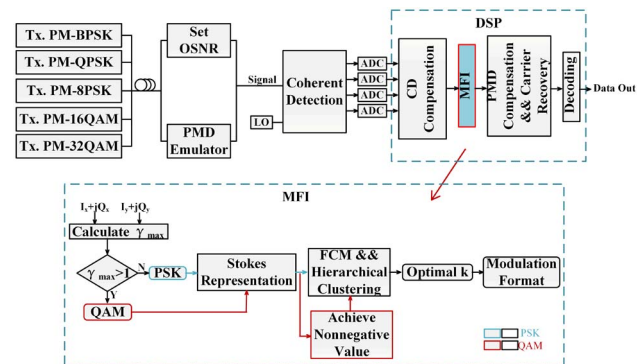 DSP
Tx. PM-BPSK
Tx. PM-QPSK
Tx. PM-8PSK
Tx. PM-16QAM
Tx. PM-32QAM
Set
OSNR
PMD
Emulator
Signal
LO
Coherent
Detection
ADC
ADC
ADC
ADC
CD
Compensation
MFI
PMD
Compensation
&& Carrier
Recovery
Decoding
Data Out
MFI
Ix+jQx
Iy+jQy
Calculate γ max
γ max>1
N
PSK
Y
QAM
Stokes
Representation
FCM &&
Hierarchical
Clustering
Optimal k
Modulation
Format
Achieve
Nonnegative
Value
PSK
QAM